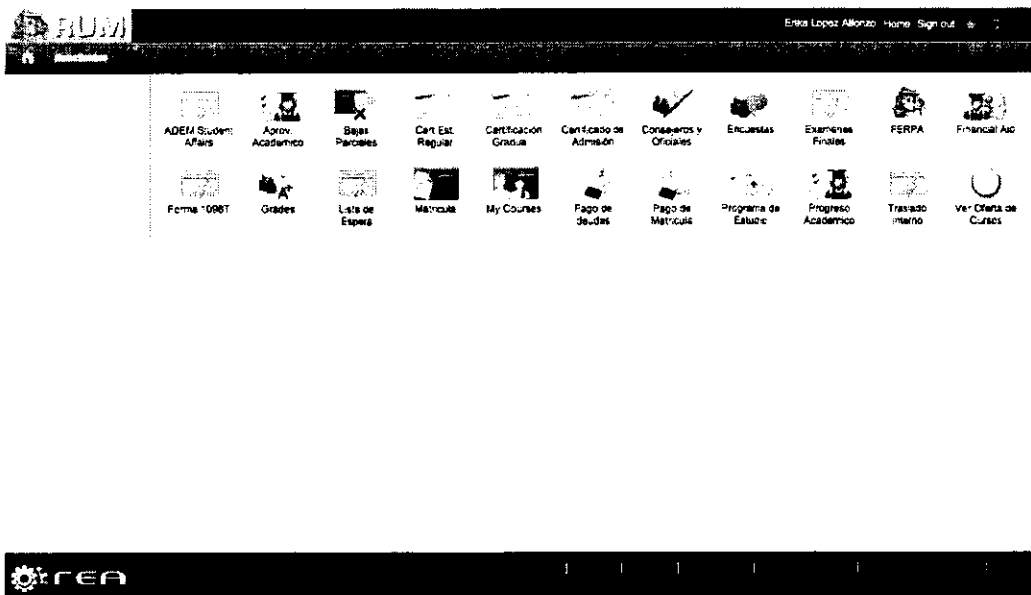 RUM
Erika Lopez Alfonzo Home Sign out
ADEM Student Affairs
Aprov. Academico
Bajas Parciales
Cert Est. Regular
Certificación Gradua
Certificado de Admisión
Consejeros y Oficiales
Encuestas
Examenes Finales
FERPA
Financial Aid
Forma 1098T
Grades
Lista de Espera
Matricula
My Courses
Pago de deudas
Pago de Matricula
Programa de Estudio
Progreso Academico
Traslado Interno
Ver Oferta de Cursos
rea